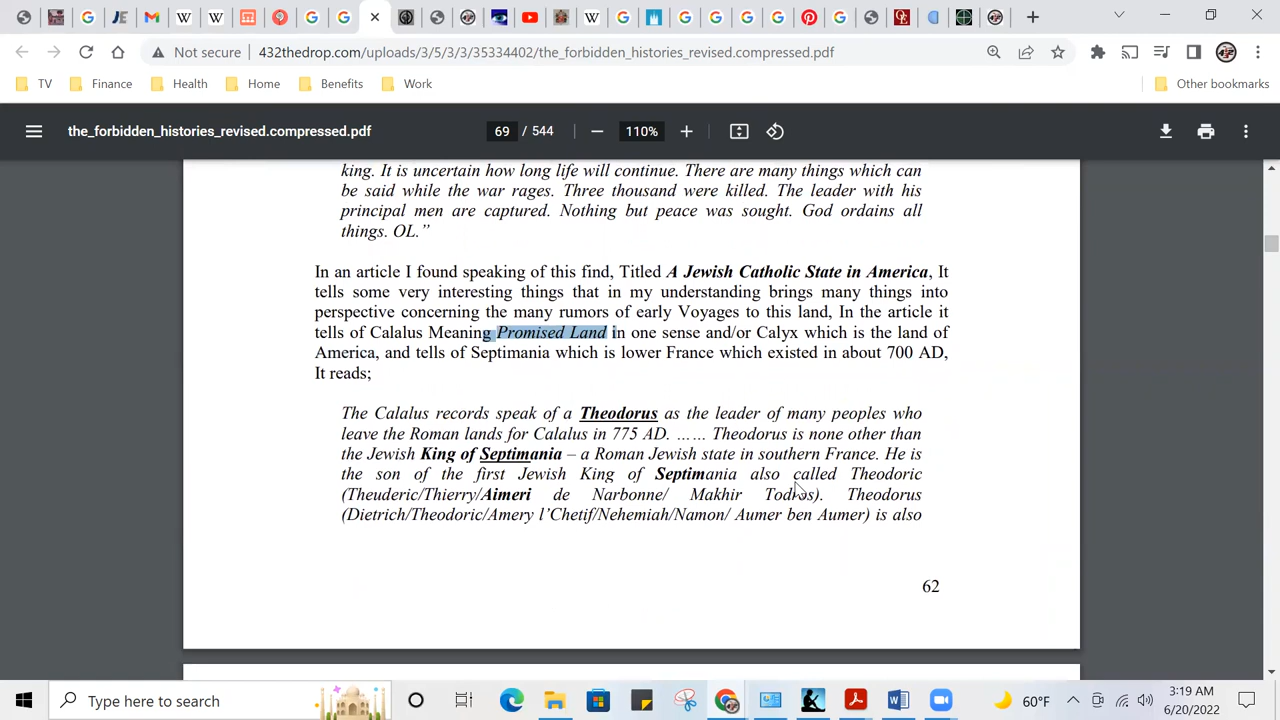 Not secure
432thedrop.com/uploads/3/5/3/3/35334402/the_forbidden_histories_revised.compressed.pdf
TV Finance Health Home Benefits Work Other bookmarks
the_forbidden_histories_revised.compressed.pdf 69 / 544 110%
king. It is uncertain how long life will continue. There are many things which can
be said while the war rages. Three thousand were killed. The leader with his
principal men are captured. Nothing but peace was sought. God ordains all
things. OL.”
In an article I found speaking of this find, Titled A Jewish Catholic State in America, It
tells some very interesting things that in my understanding brings many things into
perspective concerning the many rumors of early Voyages to this land, In the article it
tells of Calalus Meaning Promised Land in one sense and/or Calyx which is the land of
America, and tells of Septimania which is lower France which existed in about 700 AD,
It reads;
The Calalus records speak of a Theodorus as the leader of many peoples who
leave the Roman lands for Calalus in 775 AD. …… Theodorus is none other than
the Jewish King of Septimania – a Roman Jewish state in southern France. He is
the son of the first Jewish King of Septimania also called Theodoric
(Theuderic/Thierry/Aimeri de Narbonne/ Makhir Todros). Theodorus
(Dietrich/Theodoric/Amery l’Chetif/Nehemiah/Namon/ Aumer ben Aumer) is also
62
Type here to search
60°F
3:19 AM
6/20/2022